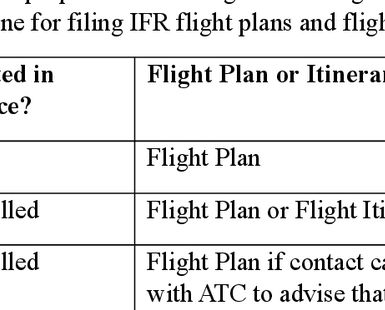 ne for filing IFR flight plans and fligh
ted in
ce?
Flight Plan or Itinera
Flight Plan
lled
Flight Plan or Flight Iti
lled
Flight Plan if contact ca
with ATC to advise that